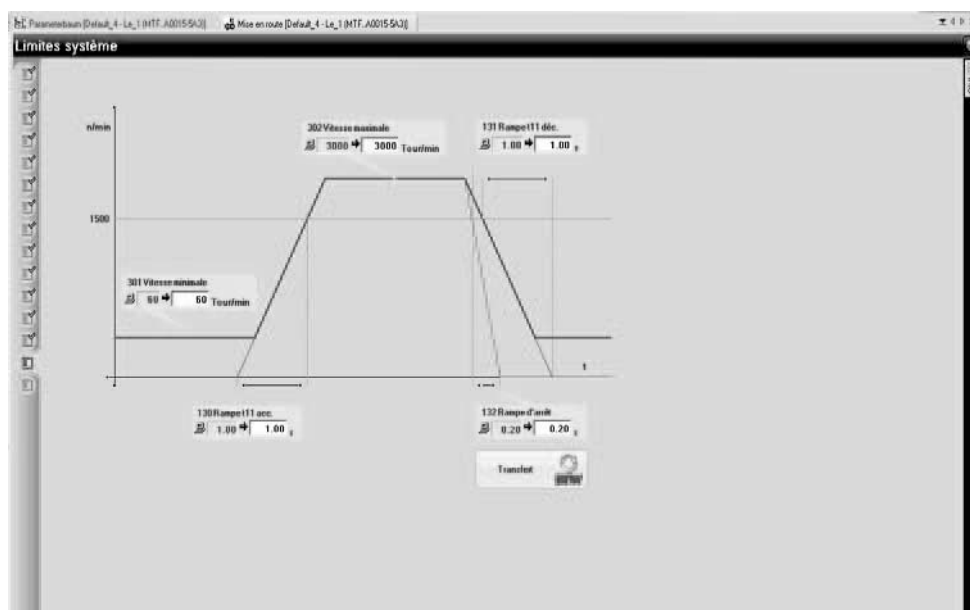 Parameterbaum [Default_4 - Le_1 (MTF..A0015-5A3)]
Mise en route [Default_4 - Le_1 (MTF..A0015-5A3)]
Limites système
n/min
302 Vitesse maximale
3000 3000 Tour/min
131 Rampe t11 déc.
1.00 1.00 s
1500
301 Vitesse minimale
60 60 Tour/min
t
130 Rampe t11 acc.
1.00 1.00 s
132 Rampe d'arrêt
0.20 0.20 s
Transfert